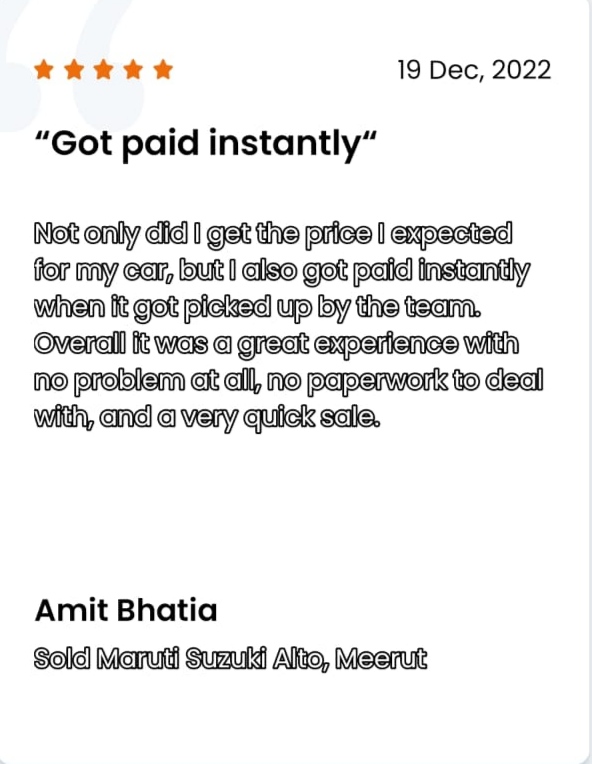 19 Dec, 2022
“Got paid instantly“
Not only did I get the price I expected
for my car, but I also got paid instantly
when it got picked up by the team.
Overall it was a great experience with
no problem at all, no paperwork to deal
with, and a very quick sale.
Amit Bhatia
Sold Maruti Suzuki Alto, Meerut